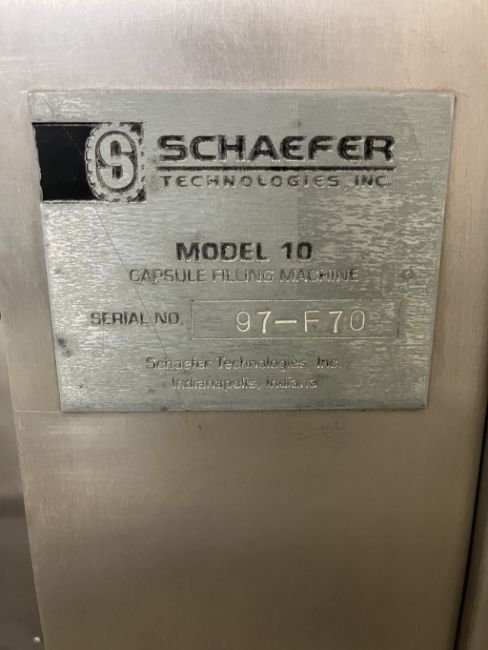 S SCHAEFER
TECHNOLOGIES, INC.
MODEL 10
CAPSULE FILLING MACHINE
SERIAL NO. 97-F70
Schaefer Technologies, Inc.
Indianapolis, Indiana